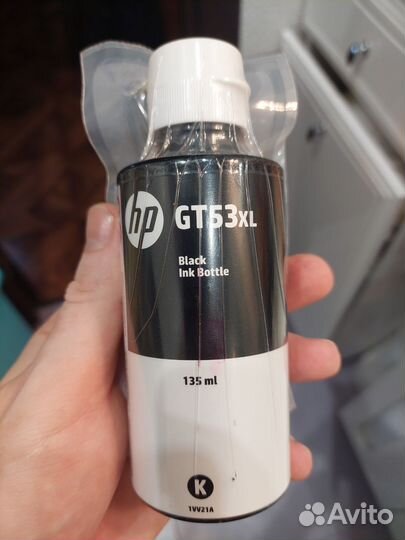 hp
GT53XL
Black
Ink Bottle
135 ml
K
1VV21A
Avito